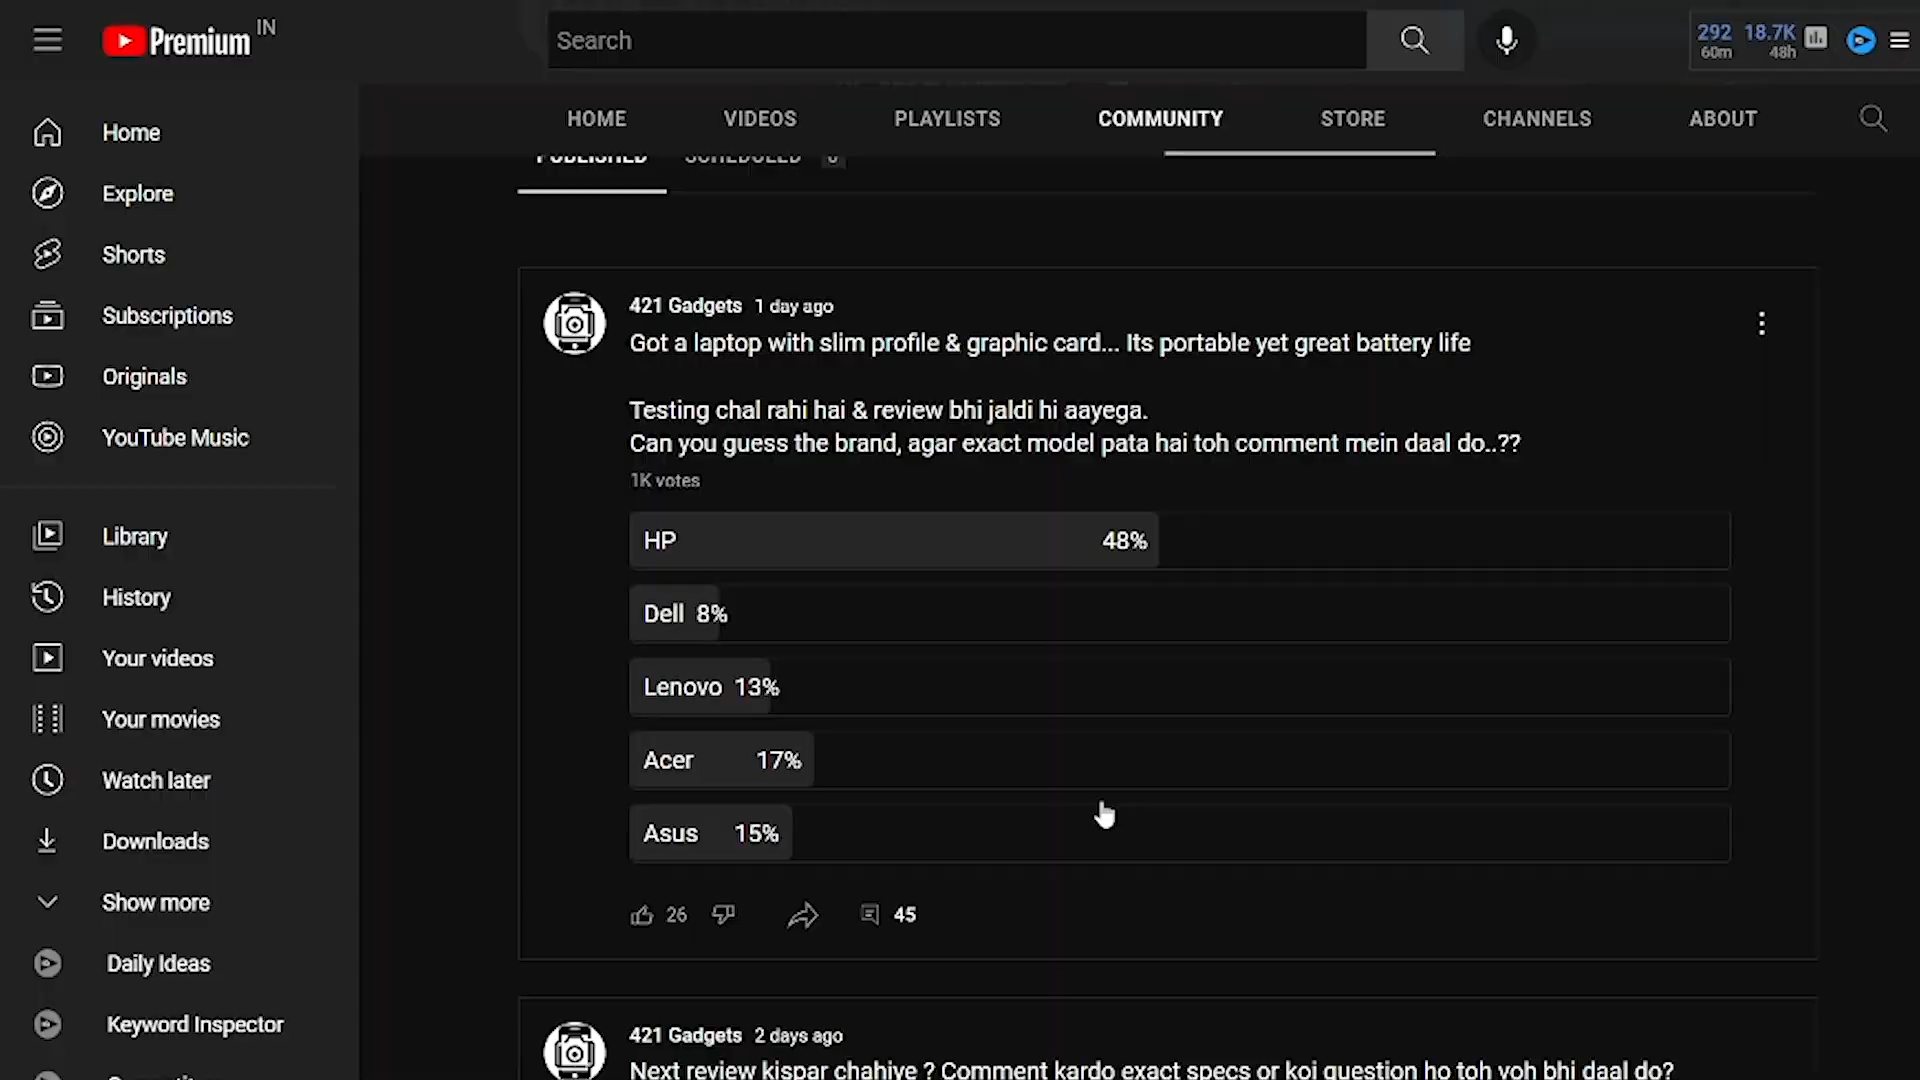 Premium IN
Search
292 18.7K
60m 48h
HOME VIDEOS PLAYLISTS COMMUNITY STORE CHANNELS ABOUT
PUBLISHED SCHEDULED
Home
Explore
Shorts
Subscriptions
Originals
YouTube Music
Library
History
Your videos
Your movies
Watch later
Downloads
Show more
Daily Ideas
Keyword Inspector
421 Gadgets 1 day ago
Got a laptop with slim profile & graphic card... Its portable yet great battery life
Testing chal rahi hai & review bhi jaldi hi aayega.
Can you guess the brand, agar exact model pata hai toh comment mein daal do..??
1K votes
HP 48%
Dell 8%
Lenovo 13%
Acer 17%
Asus 15%
26 45
421 Gadgets 2 days ago
Next review kispar chahiye ? Comment kardo exact specs or koi question ho toh voh bhi daal do?